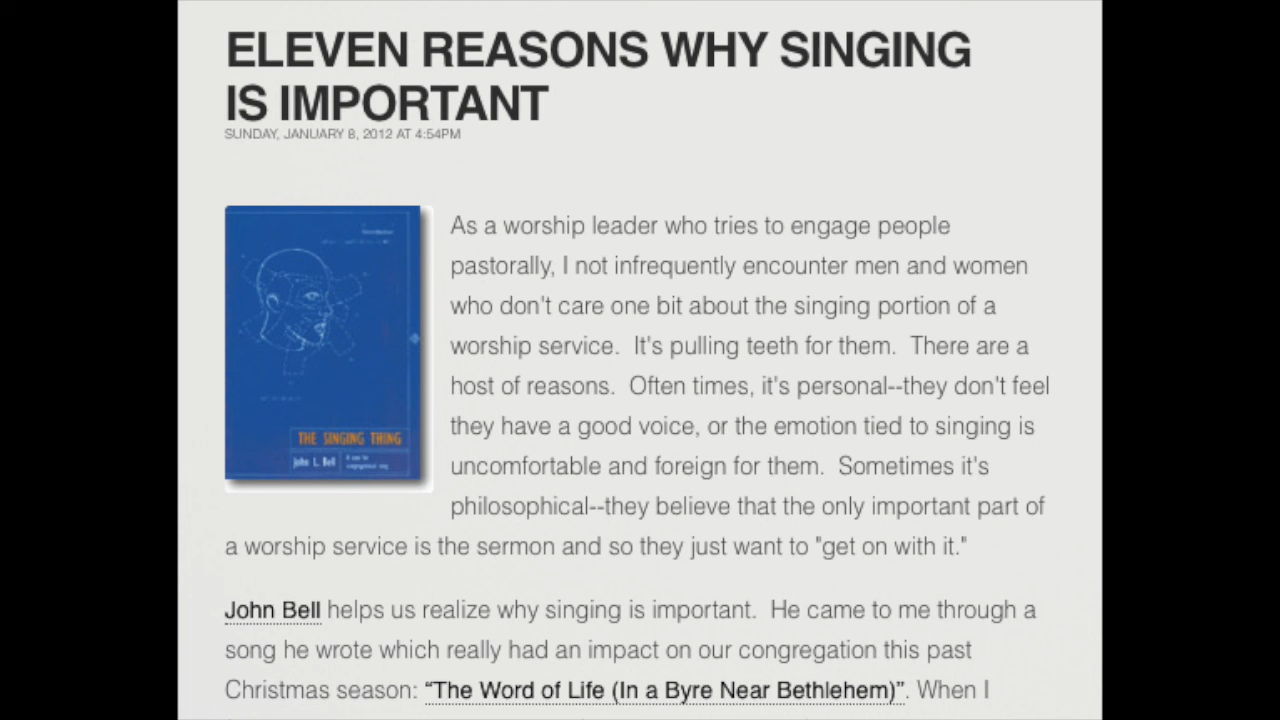 ELEVEN REASONS WHY SINGING
IS IMPORTANT
SUNDAY, JANUARY 8, 2012 AT 4:54PM
As a worship leader who tries to engage people
pastorally, I not infrequently encounter men and women
who don't care one bit about the singing portion of a
worship service.  It's pulling teeth for them.  There are a
host of reasons.  Often times, it's personal--they don't feel
they have a good voice, or the emotion tied to singing is
uncomfortable and foreign for them.  Sometimes it's
philosophical--they believe that the only important part of
THE SINGING THING
John L. Bell
a worship service is the sermon and so they just want to "get on with it."
John Bell helps us realize why singing is important.  He came to me through a
song he wrote which really had an impact on our congregation this past
Christmas season: “The Word of Life (In a Byre Near Bethlehem)”. When I